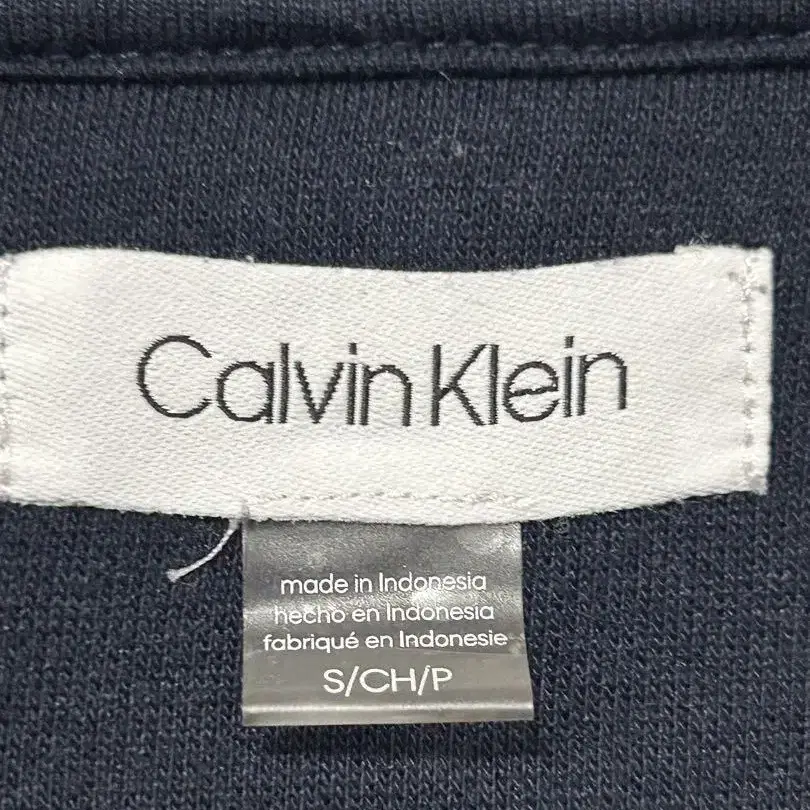 Calvin Klein
made in Indonesia
hecho en Indonesia
fabriqué en Indonesie
S/CH/P